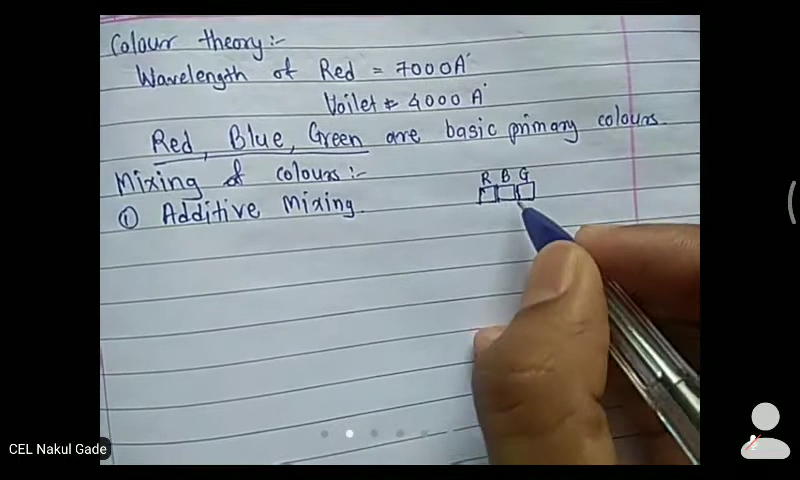 Colour theory:-
Wavelength of Red = 7000A°
Voilet = 4000 A°
Red, Blue, Green are basic primary colours.
Mixing of colours:-
R B G
① Additive Mixing.
CEL Nakul Gade